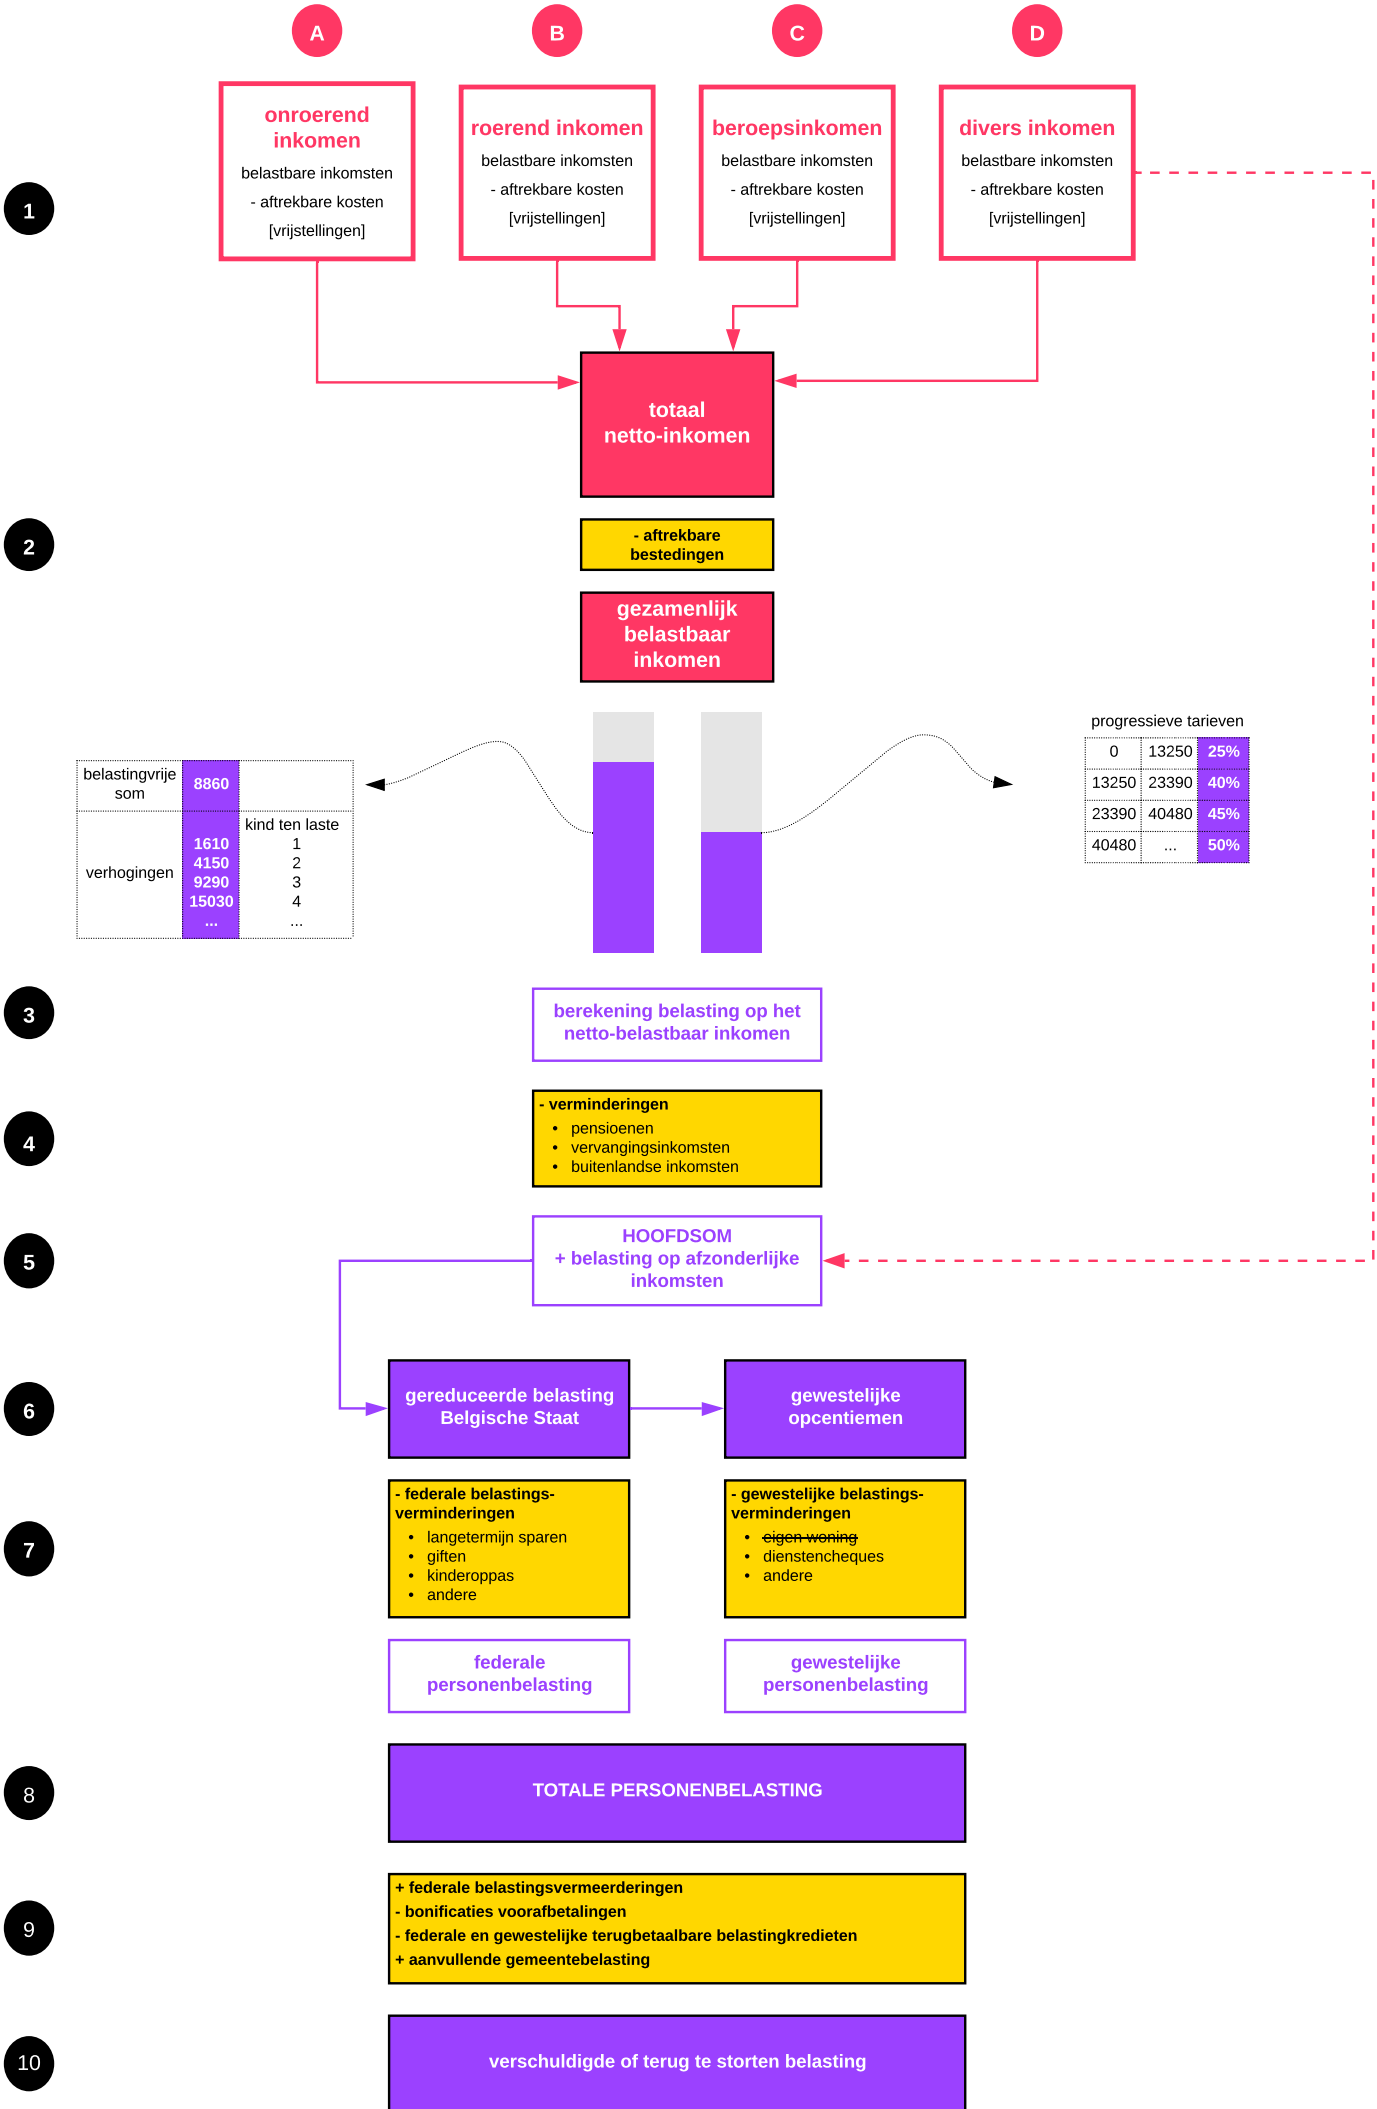 A
B
C
D
1
onroerend
inkomen
belastbare inkomsten
- aftrekbare kosten
[vrijstellingen]
roerend inkomen
belastbare inkomsten
- aftrekbare kosten
[vrijstellingen]
beroepsinkomen
belastbare inkomsten
- aftrekbare kosten
[vrijstellingen]
divers inkomen
belastbare inkomsten
- aftrekbare kosten
[vrijstellingen]
totaal
netto-inkomen
2
- aftrekbare
bestedingen
gezamenlijk
belastbaar
inkomen
belastingvrije
som
8860
verhogingen
kind ten laste
1610 1
4150 2
9290 3
15030 4
... ...
progressieve tarieven
0 13250 25%
13250 23390 40%
23390 40480 45%
40480 ... 50%
3
berekening belasting op het
netto-belastbaar inkomen
4
- verminderingen
• pensioenen
• vervangingsinkomsten
• buitenlandse inkomsten
5
HOOFDSOM
+ belasting op afzonderlijke
inkomsten
6
gereduceerde belasting
Belgische Staat
gewestelijke
opcentiemen
7
- federale belastings-
verminderingen
• langetermijn sparen
• giften
• kinderoppas
• andere
- gewestelijke belastings-
verminderingen
• eigen woning
• dienstencheques
• andere
federale
personenbelasting
gewestelijke
personenbelasting
8
TOTALE PERSONENBELASTING
9
+ federale belastingsvermeerderingen
- bonificaties voorafbetalingen
- federale en gewestelijke terugbetaalbare belastingkredieten
+ aanvullende gemeentebelasting
10
verschuldigde of terug te storten belasting